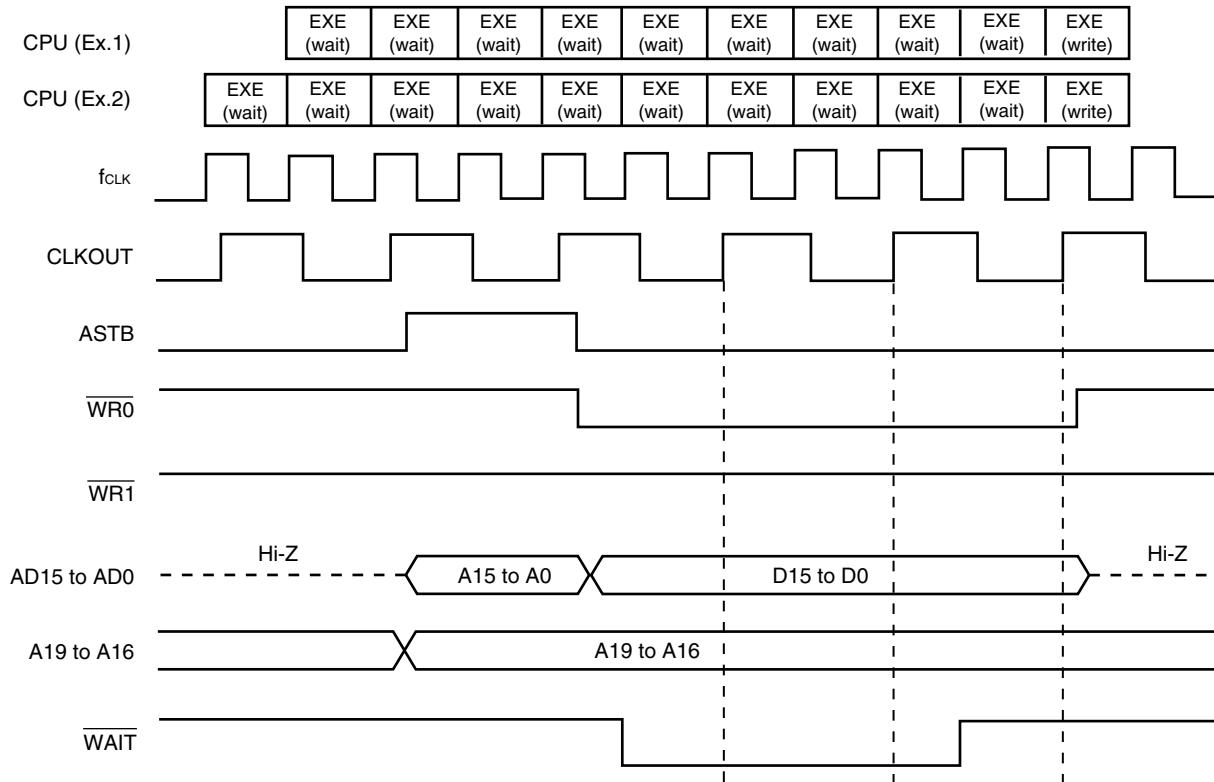 CPU (Ex.1)
EXE (wait) EXE (wait) EXE (wait) EXE (wait) EXE (wait) EXE (wait) EXE (wait) EXE (wait) EXE (wait) EXE (write)
CPU (Ex.2)
EXE (wait) EXE (wait) EXE (wait) EXE (wait) EXE (wait) EXE (wait) EXE (wait) EXE (wait) EXE (wait) EXE (wait) EXE (write)
fCLK
CLKOUT
ASTB
WR0
WR1
AD15 to AD0
Hi-Z A15 to A0 D15 to D0 Hi-Z
A19 to A16
A19 to A16
WAIT